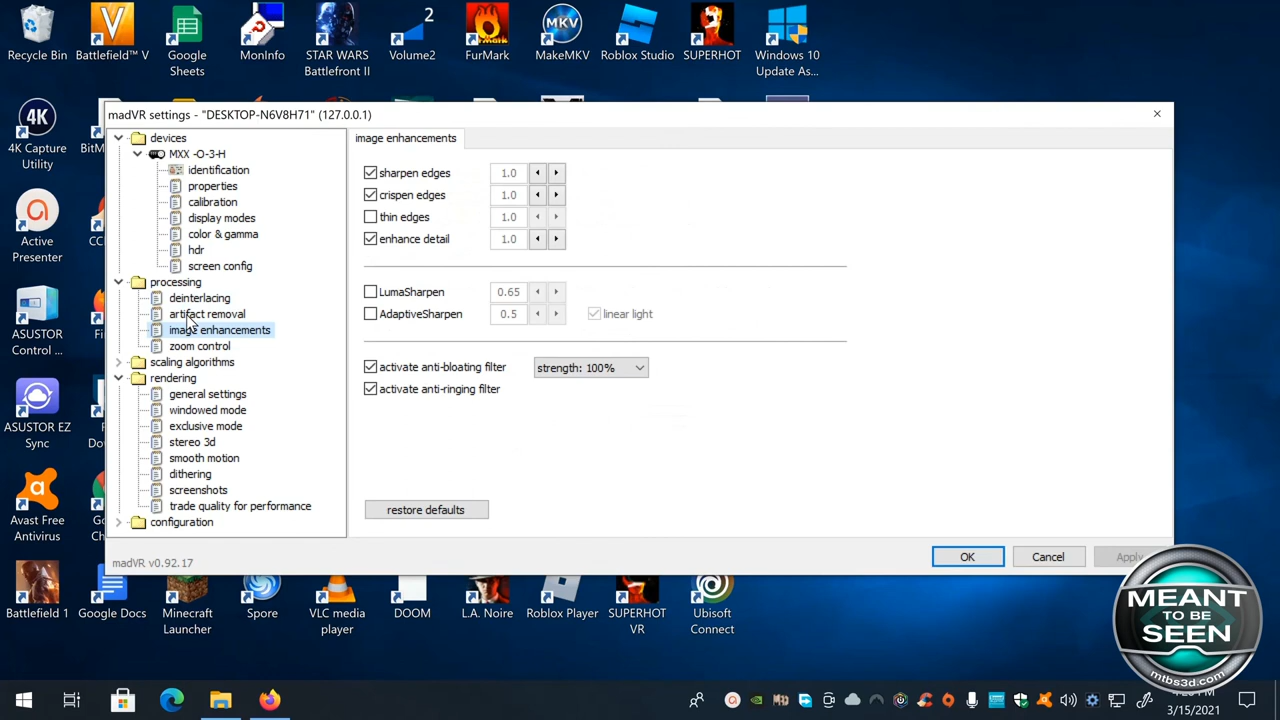 Recycle Bin
Battlefield™ V
Google
Sheets
MonInfo
STAR WARS
Battlefront II
2
Volume2
FurMark
MKV
MakeMKV
Roblox Studio
SUPERHOT
Windows 10
Update As...
4K
4K Capture
Utility
Active
Presenter
ASUSTOR
Control ...
ASUSTOR EZ
Sync
Avast Free
Antivirus
madVR settings - "DESKTOP-N6V8H71" (127.0.0.1)
devices
MXX -O-3-H
identification
properties
calibration
display modes
color & gamma
hdr
screen config
processing
deinterlacing
artifact removal
image enhancements
zoom control
scaling algorithms
rendering
general settings
windowed mode
exclusive mode
stereo 3d
smooth motion
dithering
screenshots
trade quality for performance
configuration
madVR v0.92.17
image enhancements
sharpen edges 1.0
crispen edges 1.0
thin edges 1.0
enhance detail 1.0
LumaSharpen 0.65
AdaptiveSharpen 0.5 linear light
activate anti-bloating filter strength: 100%
activate anti-ringing filter
restore defaults
OK
Cancel
Apply
Battlefield 1
Google Docs
Minecraft
Launcher
Spore
VLC media
player
DOOM
L.A. Noire
Roblox Player
SUPERHOT
VR
Ubisoft
Connect
MEANT
TO BE
SEEN
mtbs3d.com
3/15/2021